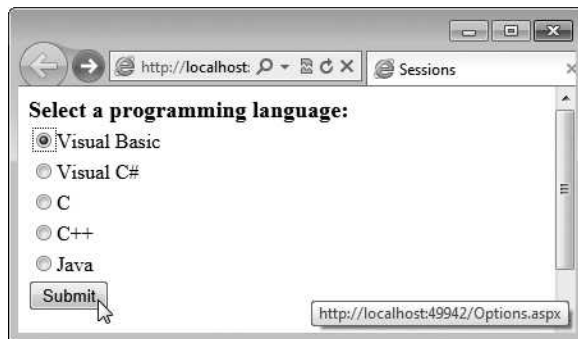 http://localhost:
Sessions
Select a programming language:
Visual Basic
Visual C#
C
C++
Java
Submit
http://localhost:49942/Options.aspx